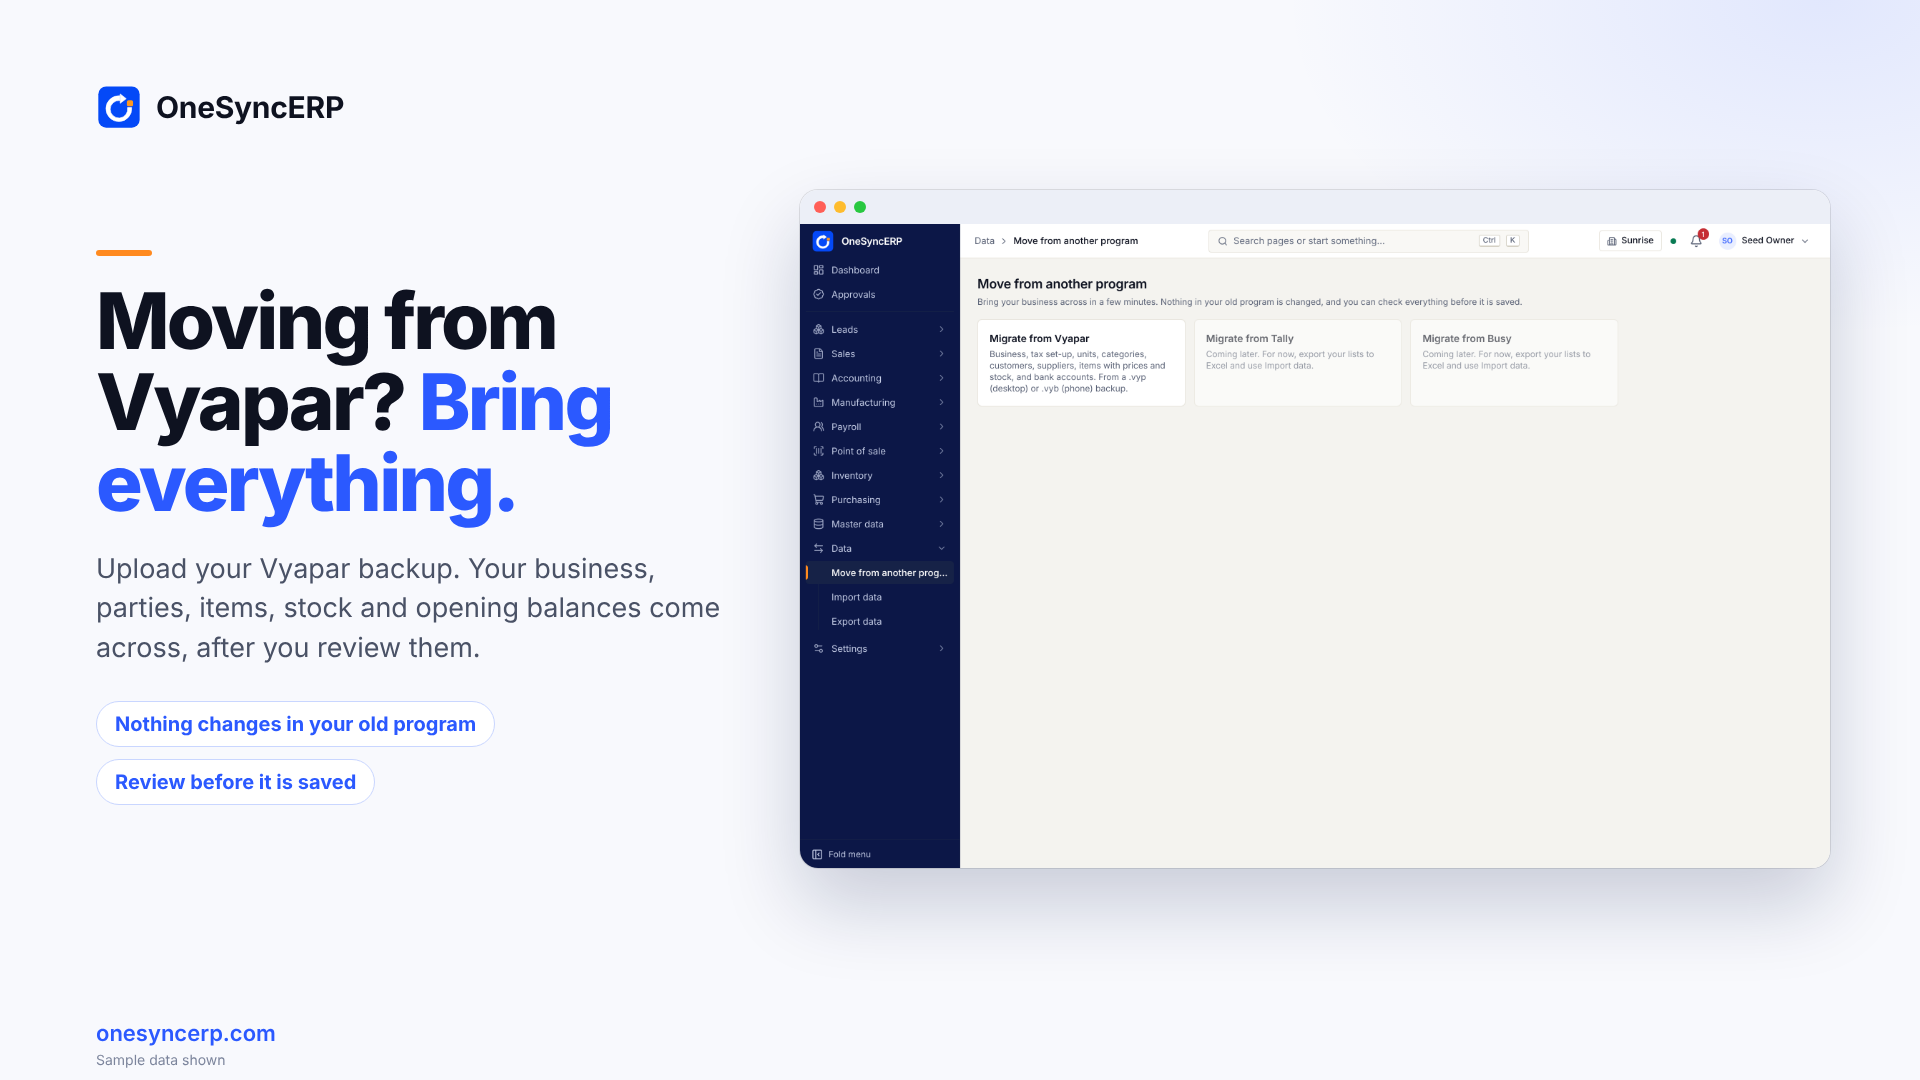 OneSyncERP
Moving from
Vyapar? Bring
everything.
Upload your Vyapar backup. Your business,
parties, items, stock and opening balances come
across, after you review them.
Nothing changes in your old program
Review before it is saved
onesyncerp.com
Sample data shown
OneSyncERP
Dashboard
Approvals
Leads
Sales
Accounting
Manufacturing
Payroll
Point of sale
Inventory
Purchasing
Master data
Data
Move from another prog...
Import data
Export data
Settings
Fold menu
Data > Move from another program
Search pages or start something... Ctrl K
Sunrise
1
SO Seed Owner
Move from another program
Bring your business across in a few minutes. Nothing in your old program is changed, and you can check everything before it is saved.
Migrate from Vyapar
Business, tax set-up, units, categories,
customers, suppliers, items with prices and
stock, and bank accounts. From a .vyp
(desktop) or .vyb (phone) backup.
Migrate from Tally
Coming later. For now, export your lists to
Excel and use Import data.
Migrate from Busy
Coming later. For now, export your lists to
Excel and use Import data.